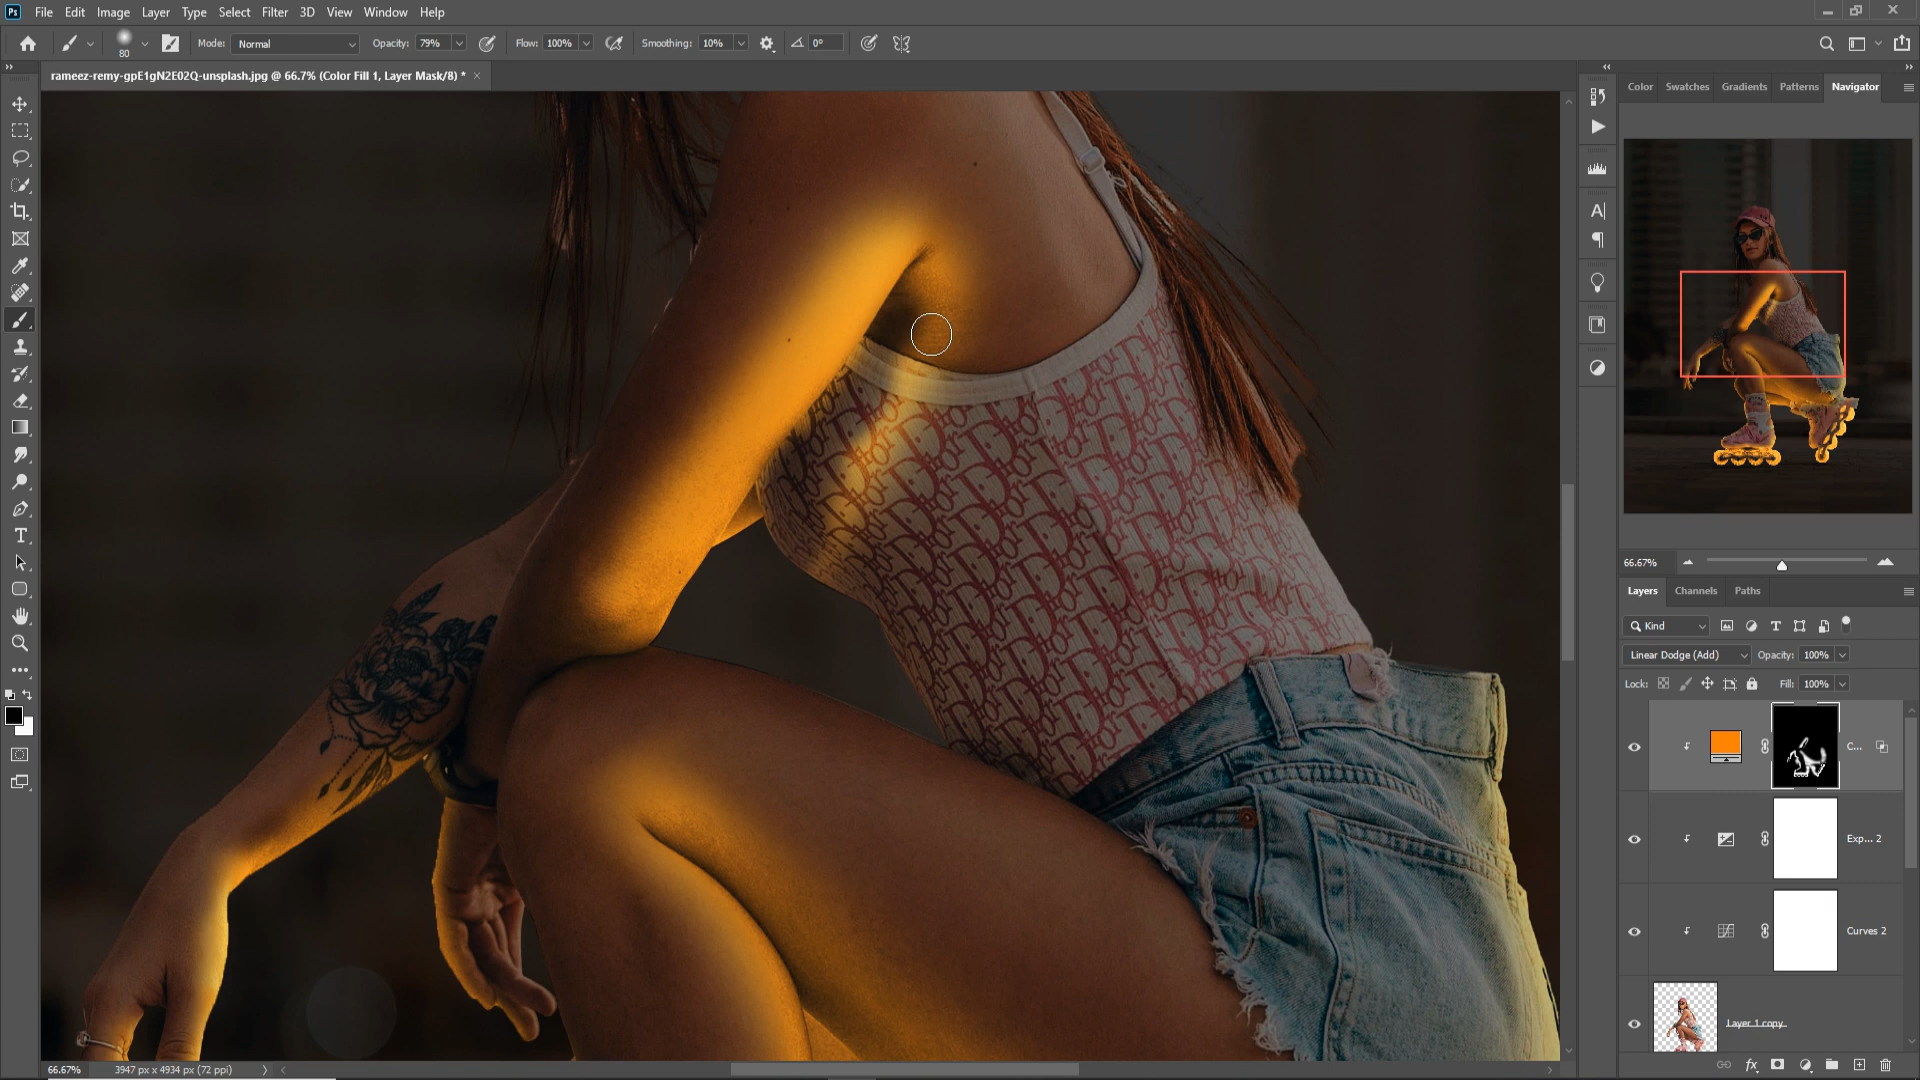 Ps File Edit Image Layer Type Select Filter 3D View Window Help
80 Mode: Normal Opacity: 79% Flow: 100% Smoothing: 10% 0°
rameez-remy-gpE1gN2E02Q-unsplash.jpg @ 66.7% (Color Fill 1, Layer Mask/8) *
Color Swatches Gradients Patterns Navigator
66.67%
Layers Channels Paths
Kind
Linear Dodge (Add) Opacity: 100%
Lock: Fill: 100%
C...
Exp... 2
Curves 2
Layer 1 copy
66.67% 3947 px x 4934 px (72 ppi)